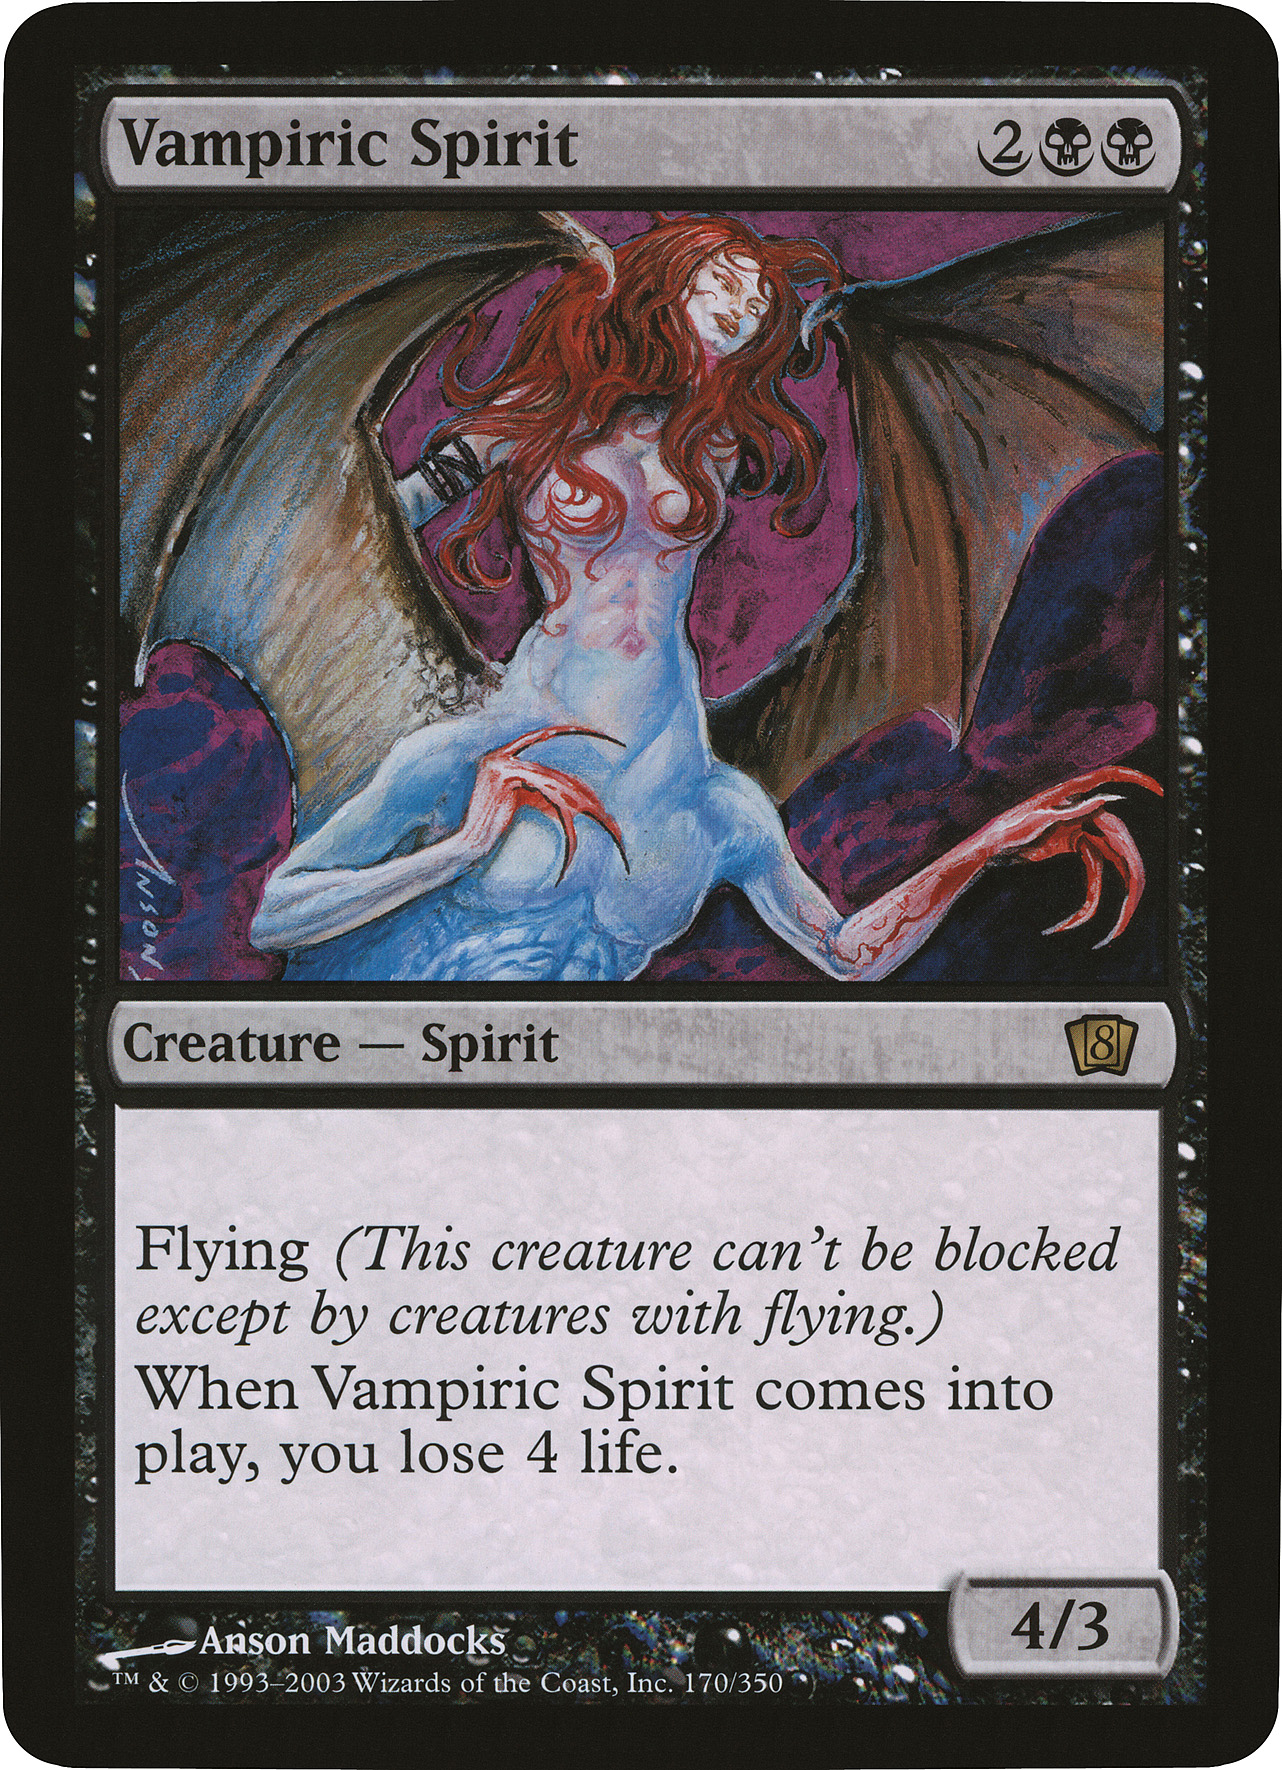 Vampiric Spirit 2
ANSON
Creature — Spirit 8
Flying (This creature can't be blocked
except by creatures with flying.)
When Vampiric Spirit comes into
play, you lose 4 life.
4/3
Anson Maddocks
™ & © 1993–2003 Wizards of the Coast, Inc. 170/350